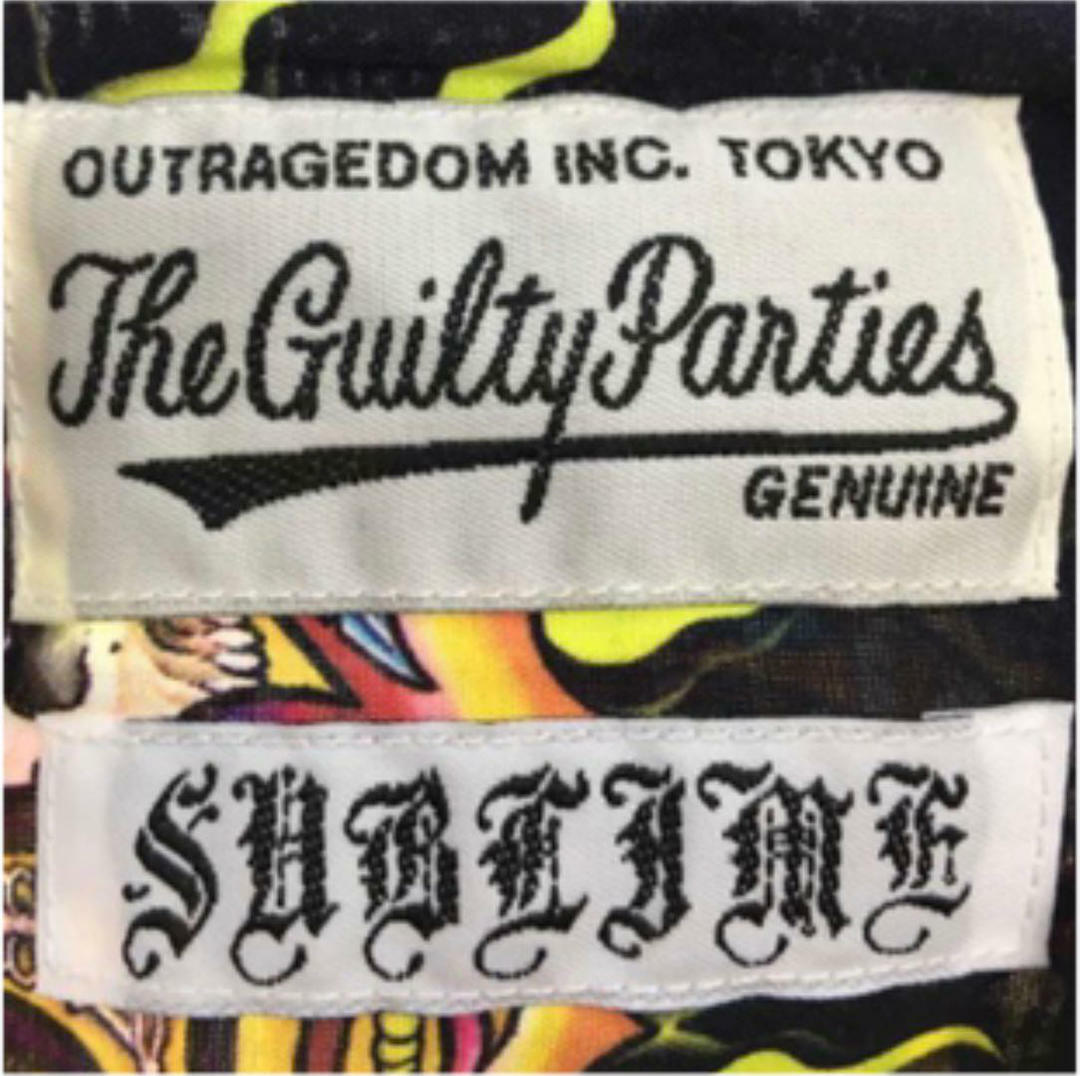 OUTRAGEDOM INC. TOKYO
The Guilty Parties
GENUINE
SUBLIME